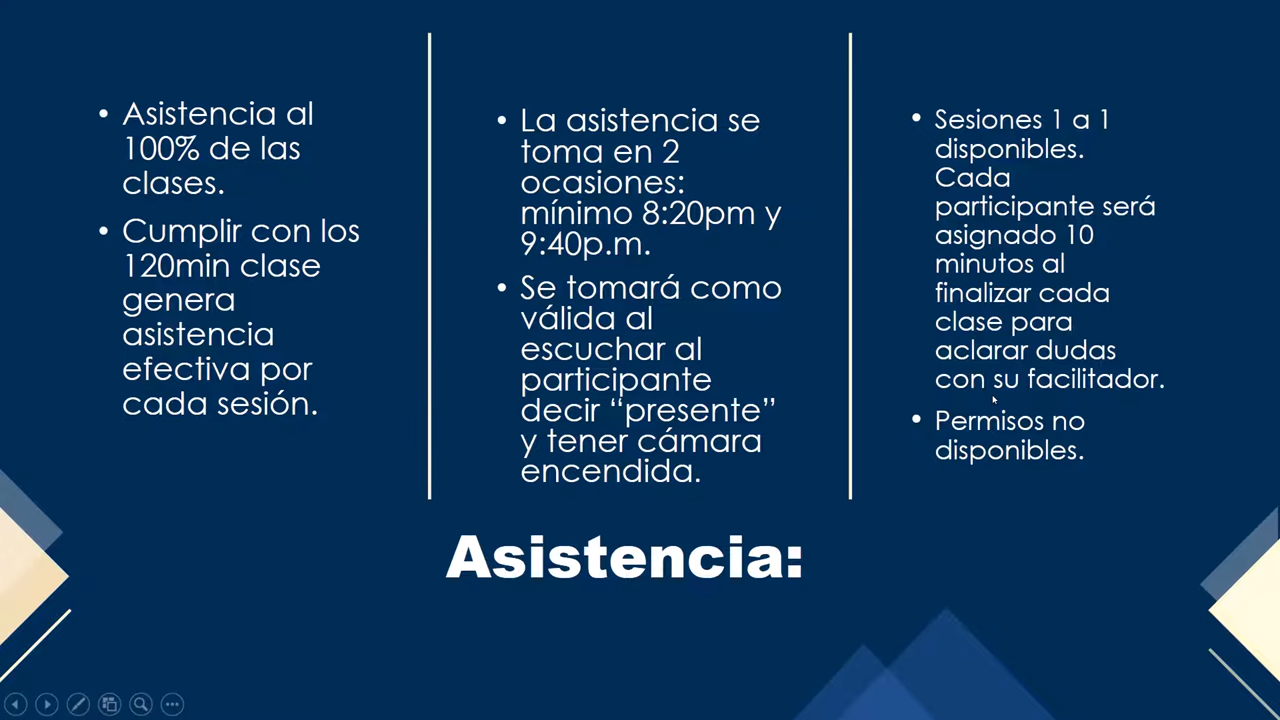 • Asistencia al
100% de las
clases.
• Cumplir con los
120min clase
genera
asistencia
efectiva por
cada sesión.
• La asistencia se
toma en 2
ocasiones:
mínimo 8:20pm y
9:40p.m.
• Se tomará como
válida al
escuchar al
participante
decir “presente”
y tener cámara
encendida.
• Sesiones 1 a 1
disponibles.
Cada
participante será
asignado 10
minutos al
finalizar cada
clase para
aclarar dudas
con su facilitador.
• Permisos no
disponibles.
Asistencia: